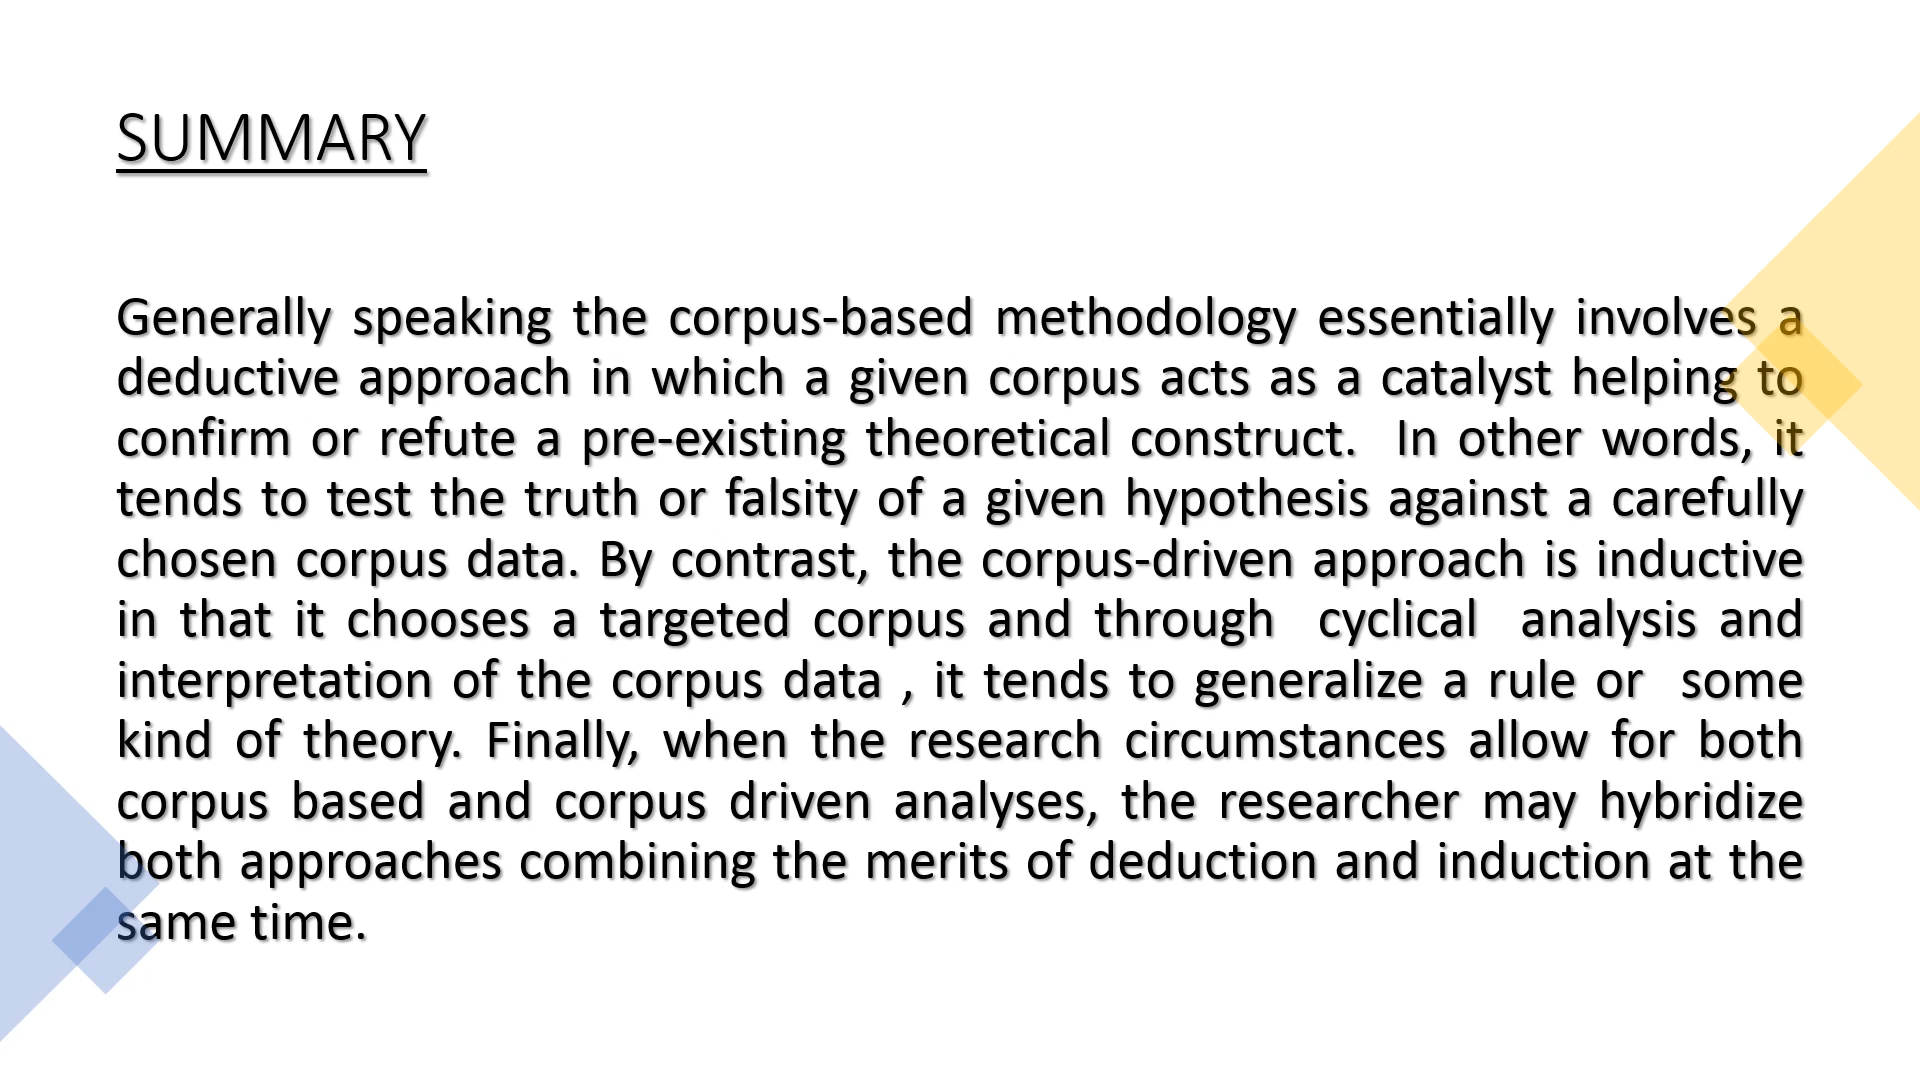 SUMMARY
Generally speaking the corpus-based methodology essentially involves a
deductive approach in which a given corpus acts as a catalyst helping to
confirm or refute a pre-existing theoretical construct.  In other words, it
tends to test the truth or falsity of a given hypothesis against a carefully
chosen corpus data. By contrast, the corpus-driven approach is inductive
in that it chooses a targeted corpus and through  cyclical  analysis and
interpretation of the corpus data , it tends to generalize a rule or  some
kind of theory. Finally, when the research circumstances allow for both
corpus based and corpus driven analyses, the researcher may hybridize
both approaches combining the merits of deduction and induction at the
same time.